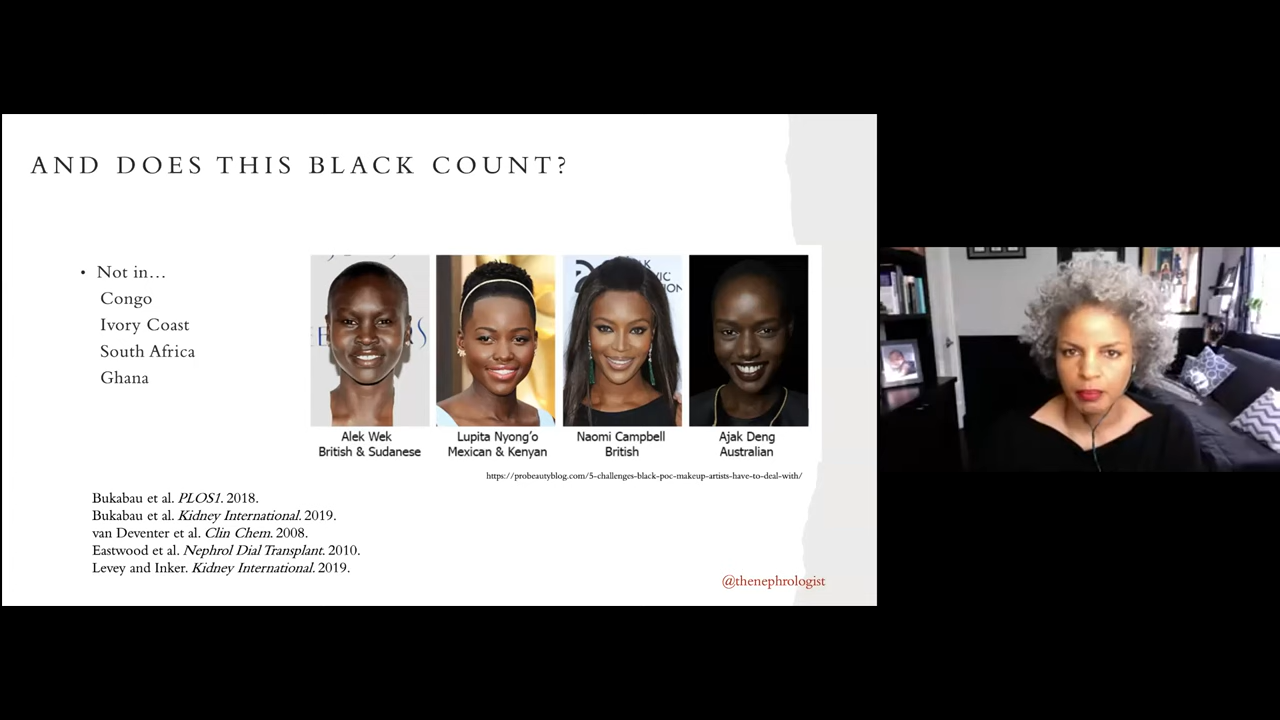 AND DOES THIS BLACK COUNT?
• Not in…
Congo
Ivory Coast
South Africa
Ghana
Alek Wek
British & Sudanese
Lupita Nyong’o
Mexican & Kenyan
Naomi Campbell
British
Ajak Deng
Australian
https://probeautyblog.com/5-challenges-black-poc-makeup-artists-have-to-deal-with/
Bukabau et al. PLOS1. 2018.
Bukabau et al. Kidney International. 2019.
van Deventer et al. Clin Chem. 2008.
Eastwood et al. Nephrol Dial Transplant. 2010.
Levey and Inker. Kidney International. 2019.
@thenephrologist